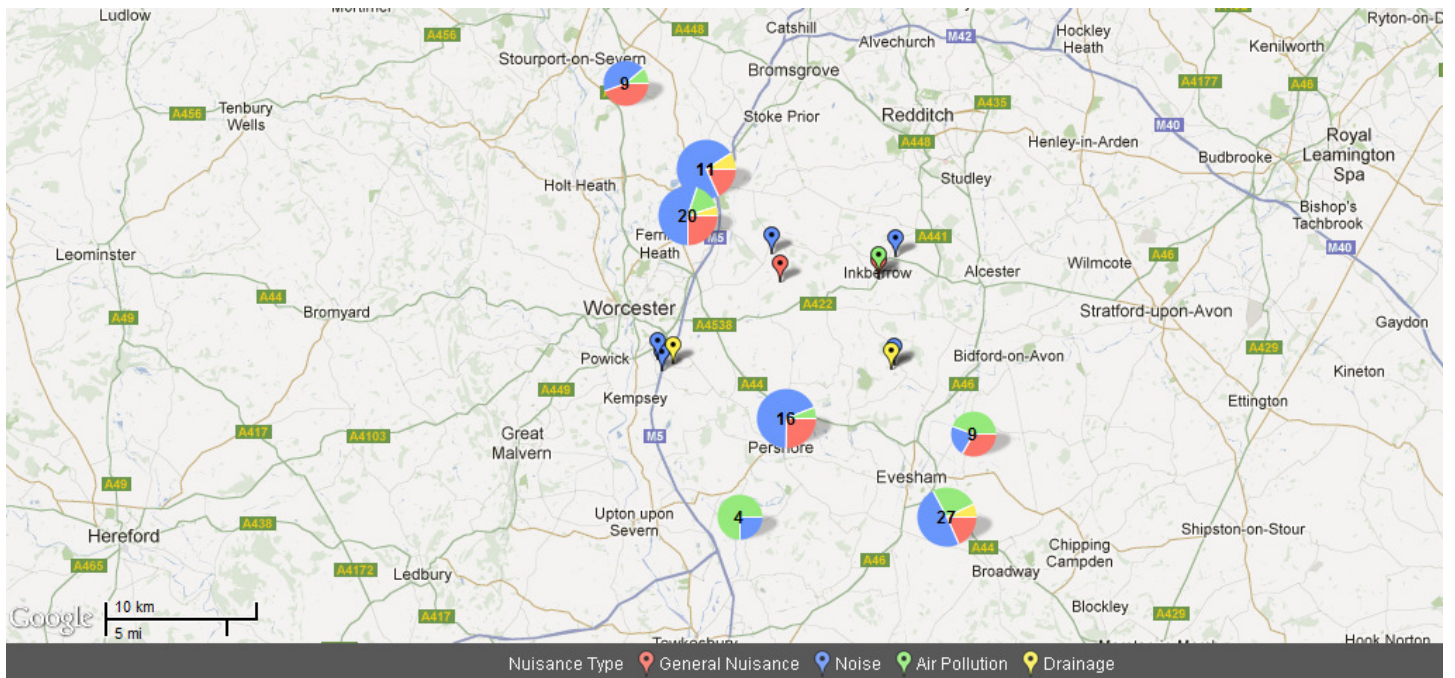 Ludlow
A456
A448
Catshill
M42
Alvechurch
Hockley
Heath
Kenilworth
A46
Ryton-on-D
Stourport-on-Severn
9
Bromsgrove
A4177
A46
M40
A456
Tenbury
Wells
Stoke Prior
Redditch
A435
A448
Henley-in-Arden
M40
Budbrooke
Royal
Leamington
Spa
Holt Heath
11
Studley
20
Heath
M5
A441
Bishop's
Tachbrook
M40
Leominster
Inkberrow
Alcester
Wilmcote
A46
A44
Bromyard
A49
Worcester
A4538
A422
Stratford-upon-Avon
Gaydon
A429
Powick
Bidford-on-Avon
Kineton
A449
Kempsey
A44
A46
Ettington
A417
A4103
Great
Malvern
M5
16
Pershore
9
Evesham
A49
Hereford
A438
Upton upon
Severn
4
27
A44
Shipston-on-Stour
Chipping
Campden
A465
A4172
Ledbury
A46
Broadway
Blockley
A417
A429
Google
10 km
5 mi
Hook Norton
Nuisance Type General Nuisance Noise Air Pollution Drainage